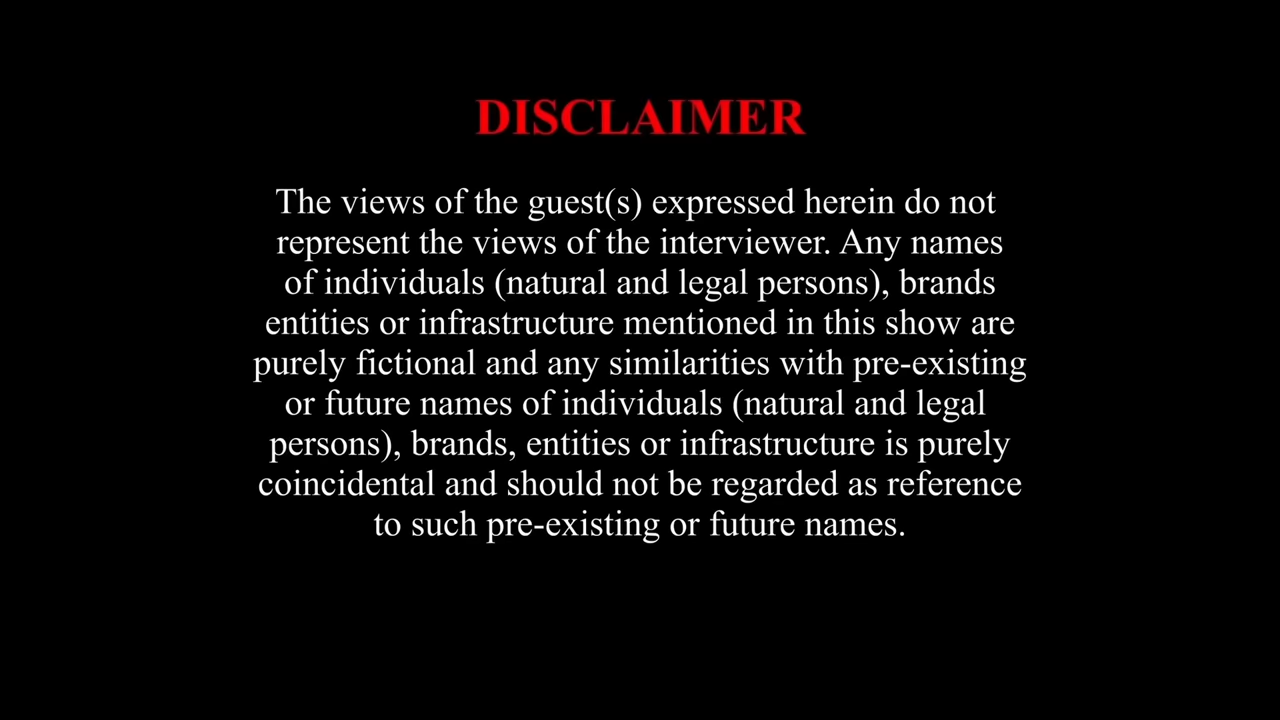 DISCLAIMER
The views of the guest(s) expressed herein do not
represent the views of the interviewer. Any names
of individuals (natural and legal persons), brands
entities or infrastructure mentioned in this show are
purely fictional and any similarities with pre-existing
or future names of individuals (natural and legal
persons), brands, entities or infrastructure is purely
coincidental and should not be regarded as reference
to such pre-existing or future names.